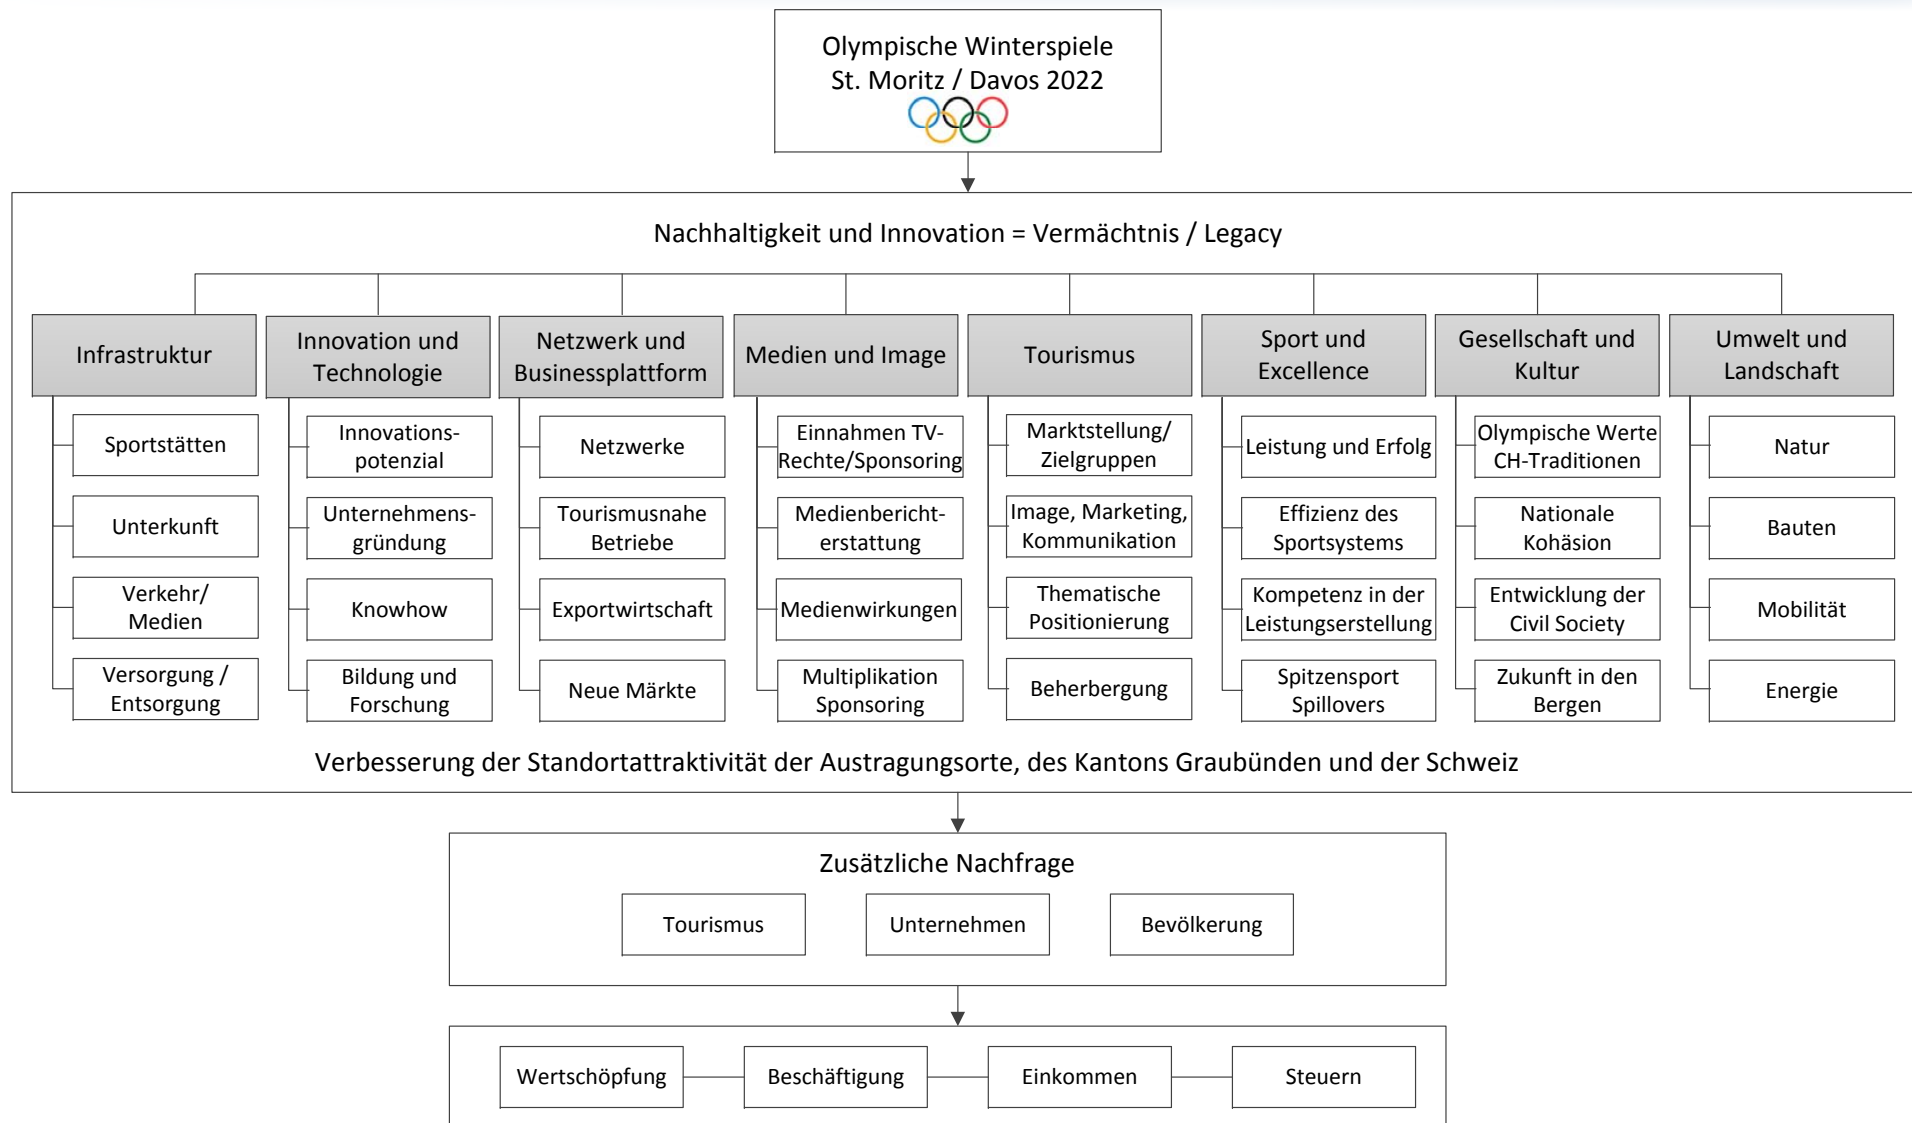 Olympische Winterspiele
St. Moritz / Davos 2022
Nachhaltigkeit und Innovation = Vermächtnis / Legacy
Infrastruktur
Sportstätten
Unterkunft
Verkehr/
Medien
Versorgung /
Entsorgung
Innovation und
Technologie
Innovations-
potenzial
Unternehmens-
gründung
Knowhow
Bildung und
Forschung
Netzwerk und
Businessplattform
Netzwerke
Tourismusnahe
Betriebe
Exportwirtschaft
Neue Märkte
Medien und Image
Einnahmen TV-
Rechte/Sponsoring
Medienbericht-
erstattung
Medienwirkungen
Multiplikation
Sponsoring
Tourismus
Marktstellung/
Zielgruppen
Image, Marketing,
Kommunikation
Thematische
Positionierung
Beherbergung
Sport und
Excellence
Leistung und Erfolg
Effizienz des
Sportsystems
Kompetenz in der
Leistungserstellung
Spitzensport
Spillovers
Gesellschaft und
Kultur
Olympische Werte
CH-Traditionen
Nationale
Kohäsion
Entwicklung der
Civil Society
Zukunft in den
Bergen
Umwelt und
Landschaft
Natur
Bauten
Mobilität
Energie
Verbesserung der Standortattraktivität der Austragungsorte, des Kantons Graubünden und der Schweiz
Zusätzliche Nachfrage
Tourismus
Unternehmen
Bevölkerung
Wertschöpfung
Beschäftigung
Einkommen
Steuern